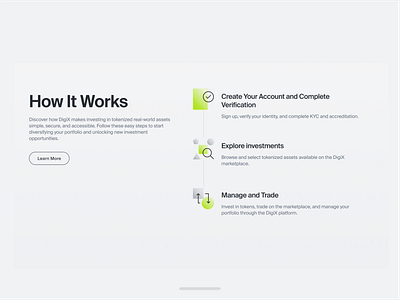 How It Works
Discover how DigiX makes investing in tokenized real-world assets
simple, secure, and accessible. Follow these easy steps to start
diversifying your portfolio and unlocking new investment
opportunities.
Learn More
Create Your Account and Complete
Verification
Sign up, verify your identity, and complete KYC and accreditation.
Explore investments
Browse and select tokenized assets available on the DigiX
marketplace.
Manage and Trade
Invest in tokens, trade on the marketplace, and manage your
portfolio through the DigiX platform.